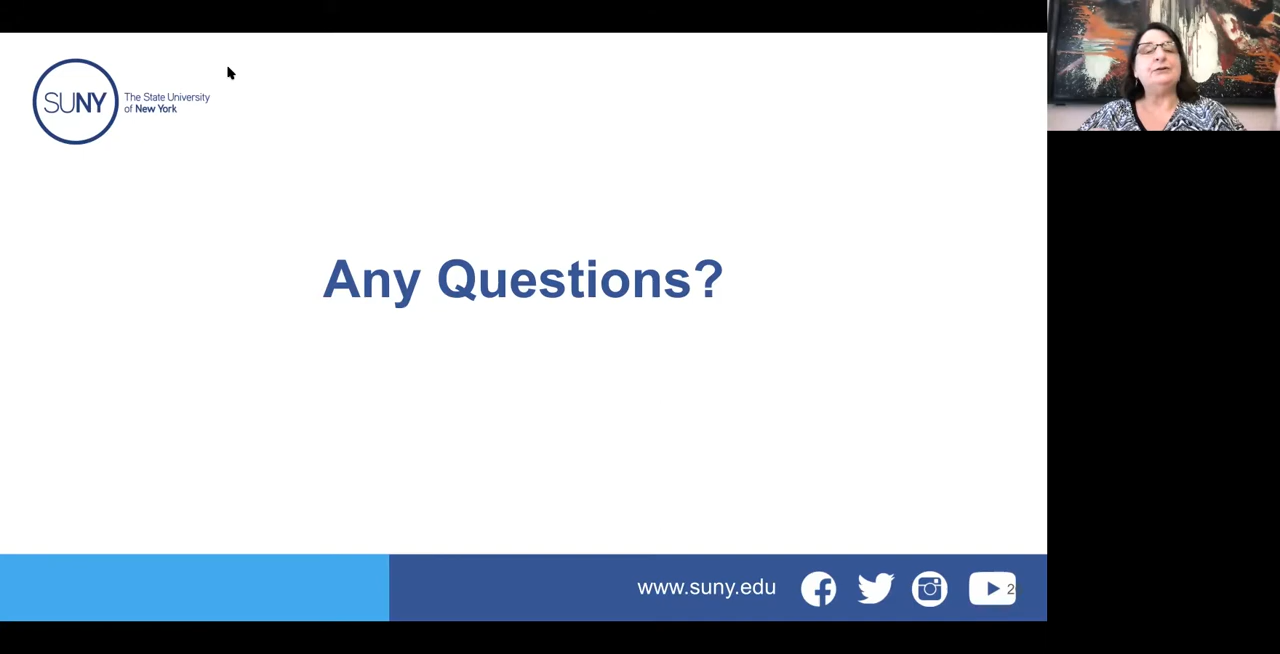 SUNY
The State University
of New York
Any Questions?
www.suny.edu